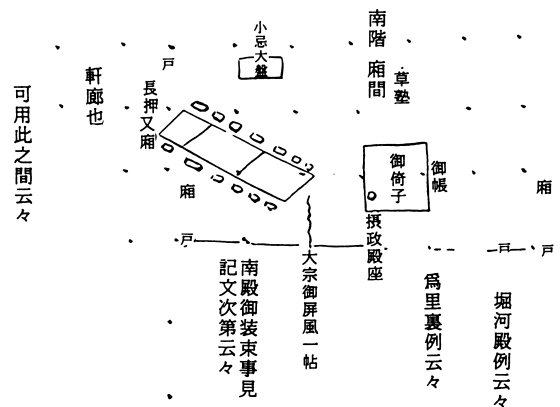 南階
廂間
草塾
小忌大盤
戸
軒廊也
可用此之間云々
長押又廂
御倚子
御帳
廂
廂
摂政殿座
戸
戸
戸
大宗御屏風一帖
南殿御装束事見
記文次第云々
堀河殿例云々
為里裏例云々